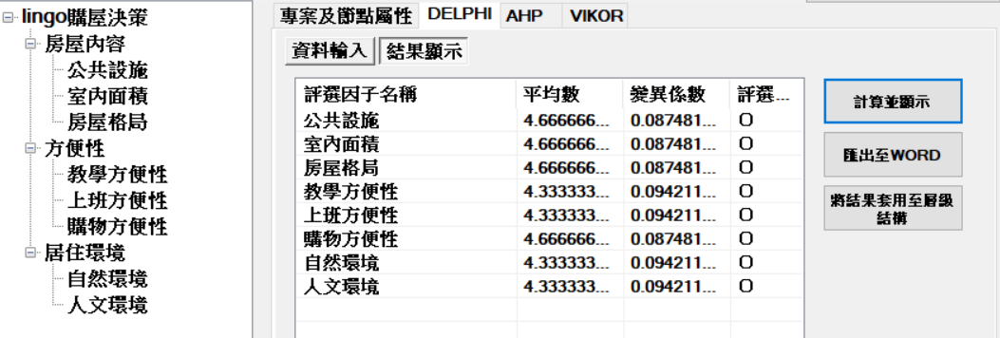 lingo購屋決策
房屋內容
公共設施
室內面積
房屋格局
方便性
教學方便性
上班方便性
購物方便性
居住環境
自然環境
人文環境
專案及節點屬性 DELPHI AHP VIKOR
資料輸入 結果顯示
評選因子名稱 平均數 變異係數 評選...
公共設施 4.666666... 0.087481... O
室內面積 4.666666... 0.087481... O
房屋格局 4.666666... 0.087481... O
教學方便性 4.333333... 0.094211... O
上班方便性 4.333333... 0.094211... O
購物方便性 4.666666... 0.087481... O
自然環境 4.333333... 0.094211... O
人文環境 4.333333... 0.094211... O
計算並顯示
匯出至WORD
將結果套用至層級
結構